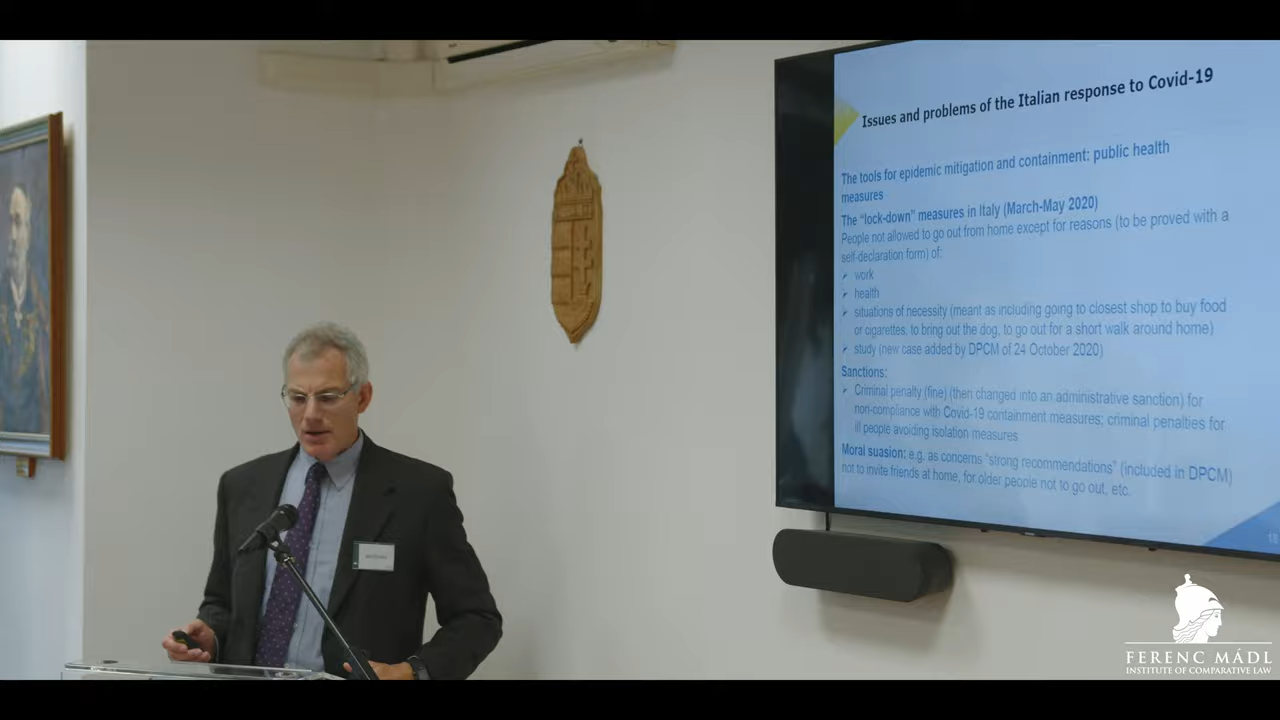 Issues and problems of the Italian response to Covid-19
The tools for epidemic mitigation and containment: public health
measures
The “lock-down” measures in Italy (March-May 2020)
People not allowed to go out from home except for reasons (to be proved with a
self-declaration form) of:
work
health
situations of necessity (meant as including going to closest shop to buy food
or cigarettes, to bring out the dog, to go out for a short walk around home)
study (new case added by DPCM of 24 October 2020)
Sanctions:
Criminal penalty (fine) (then changed into an administrative sanction) for
non-compliance with Covid-19 containment measures; criminal penalties for
ill people avoiding isolation measures
Moral suasion: e.g. as concerns “strong recommendations” (included in DPCM)
not to invite friends at home, for older people not to go out, etc.
18
FERENC MÁDL
INSTITUTE OF COMPARATIVE LAW